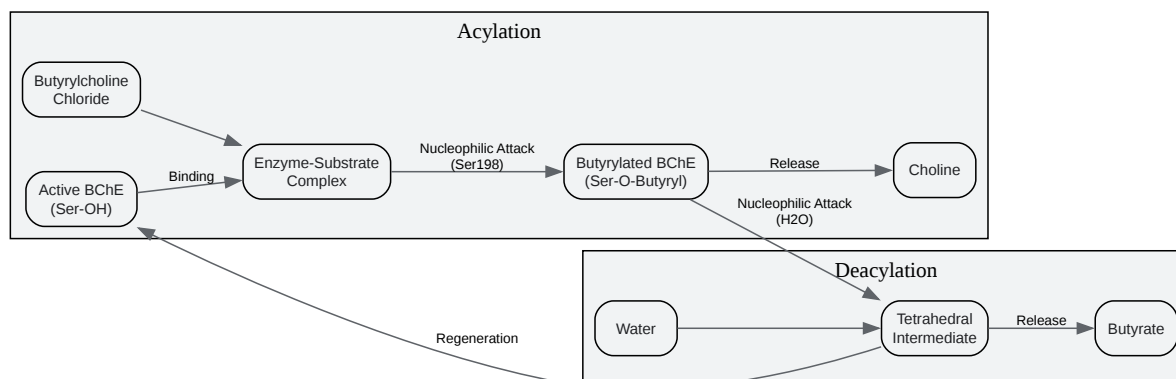 Acylation
Butyrylcholine
Chloride
Active BChE
(Ser-OH)
Binding
Enzyme-Substrate
Complex
Nucleophilic Attack
(Ser198)
Butyrylated BChE
(Ser-O-Butyryl)
Release
Choline
Nucleophilic Attack
(H2O)
Deacylation
Water
Tetrahedral
Intermediate
Release
Butyrate
Regeneration